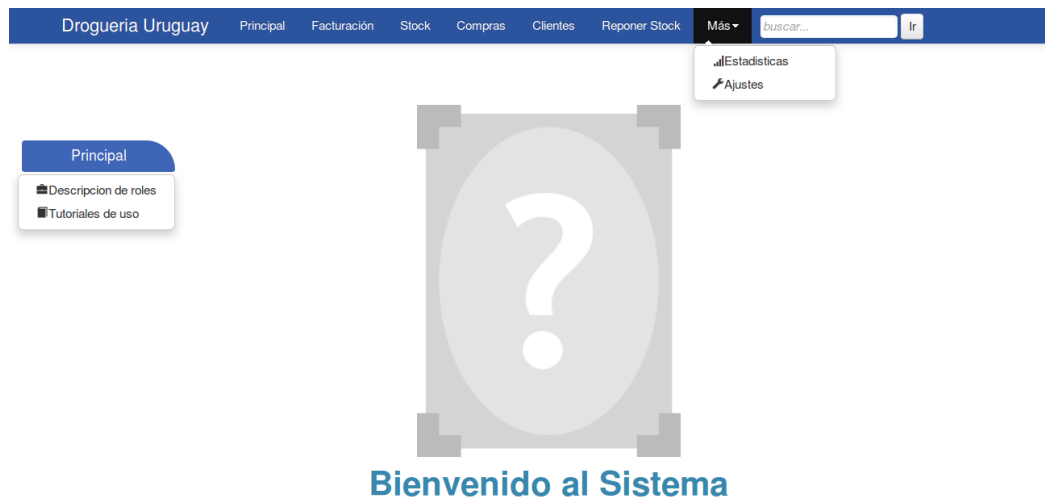 Drogueria Uruguay Principal Facturación Stock Compras Clientes Reponer Stock Más buscar... Ir
Estadisticas
Ajustes
Principal
Descripcion de roles
Tutoriales de uso
?
Bienvenido al Sistema